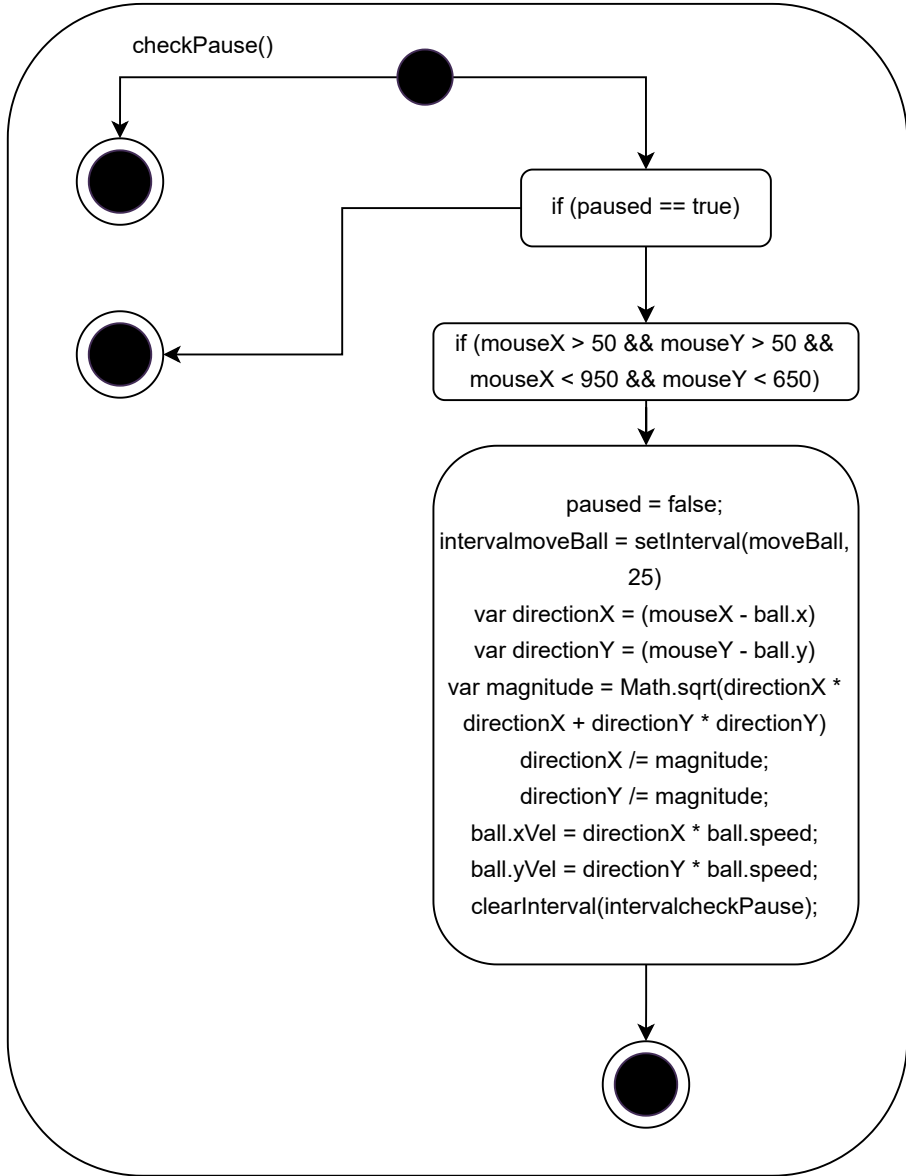 checkPause()
if (paused == true)
if (mouseX > 50 && mouseY > 50 &&
mouseX < 950 && mouseY < 650)
paused = false;
intervalmoveBall = setInterval(moveBall,
25)
var directionX = (mouseX - ball.x)
var directionY = (mouseY - ball.y)
var magnitude = Math.sqrt(directionX *
directionX + directionY * directionY)
directionX /= magnitude;
directionY /= magnitude;
ball.xVel = directionX * ball.speed;
ball.yVel = directionY * ball.speed;
clearInterval(intervalcheckPause);